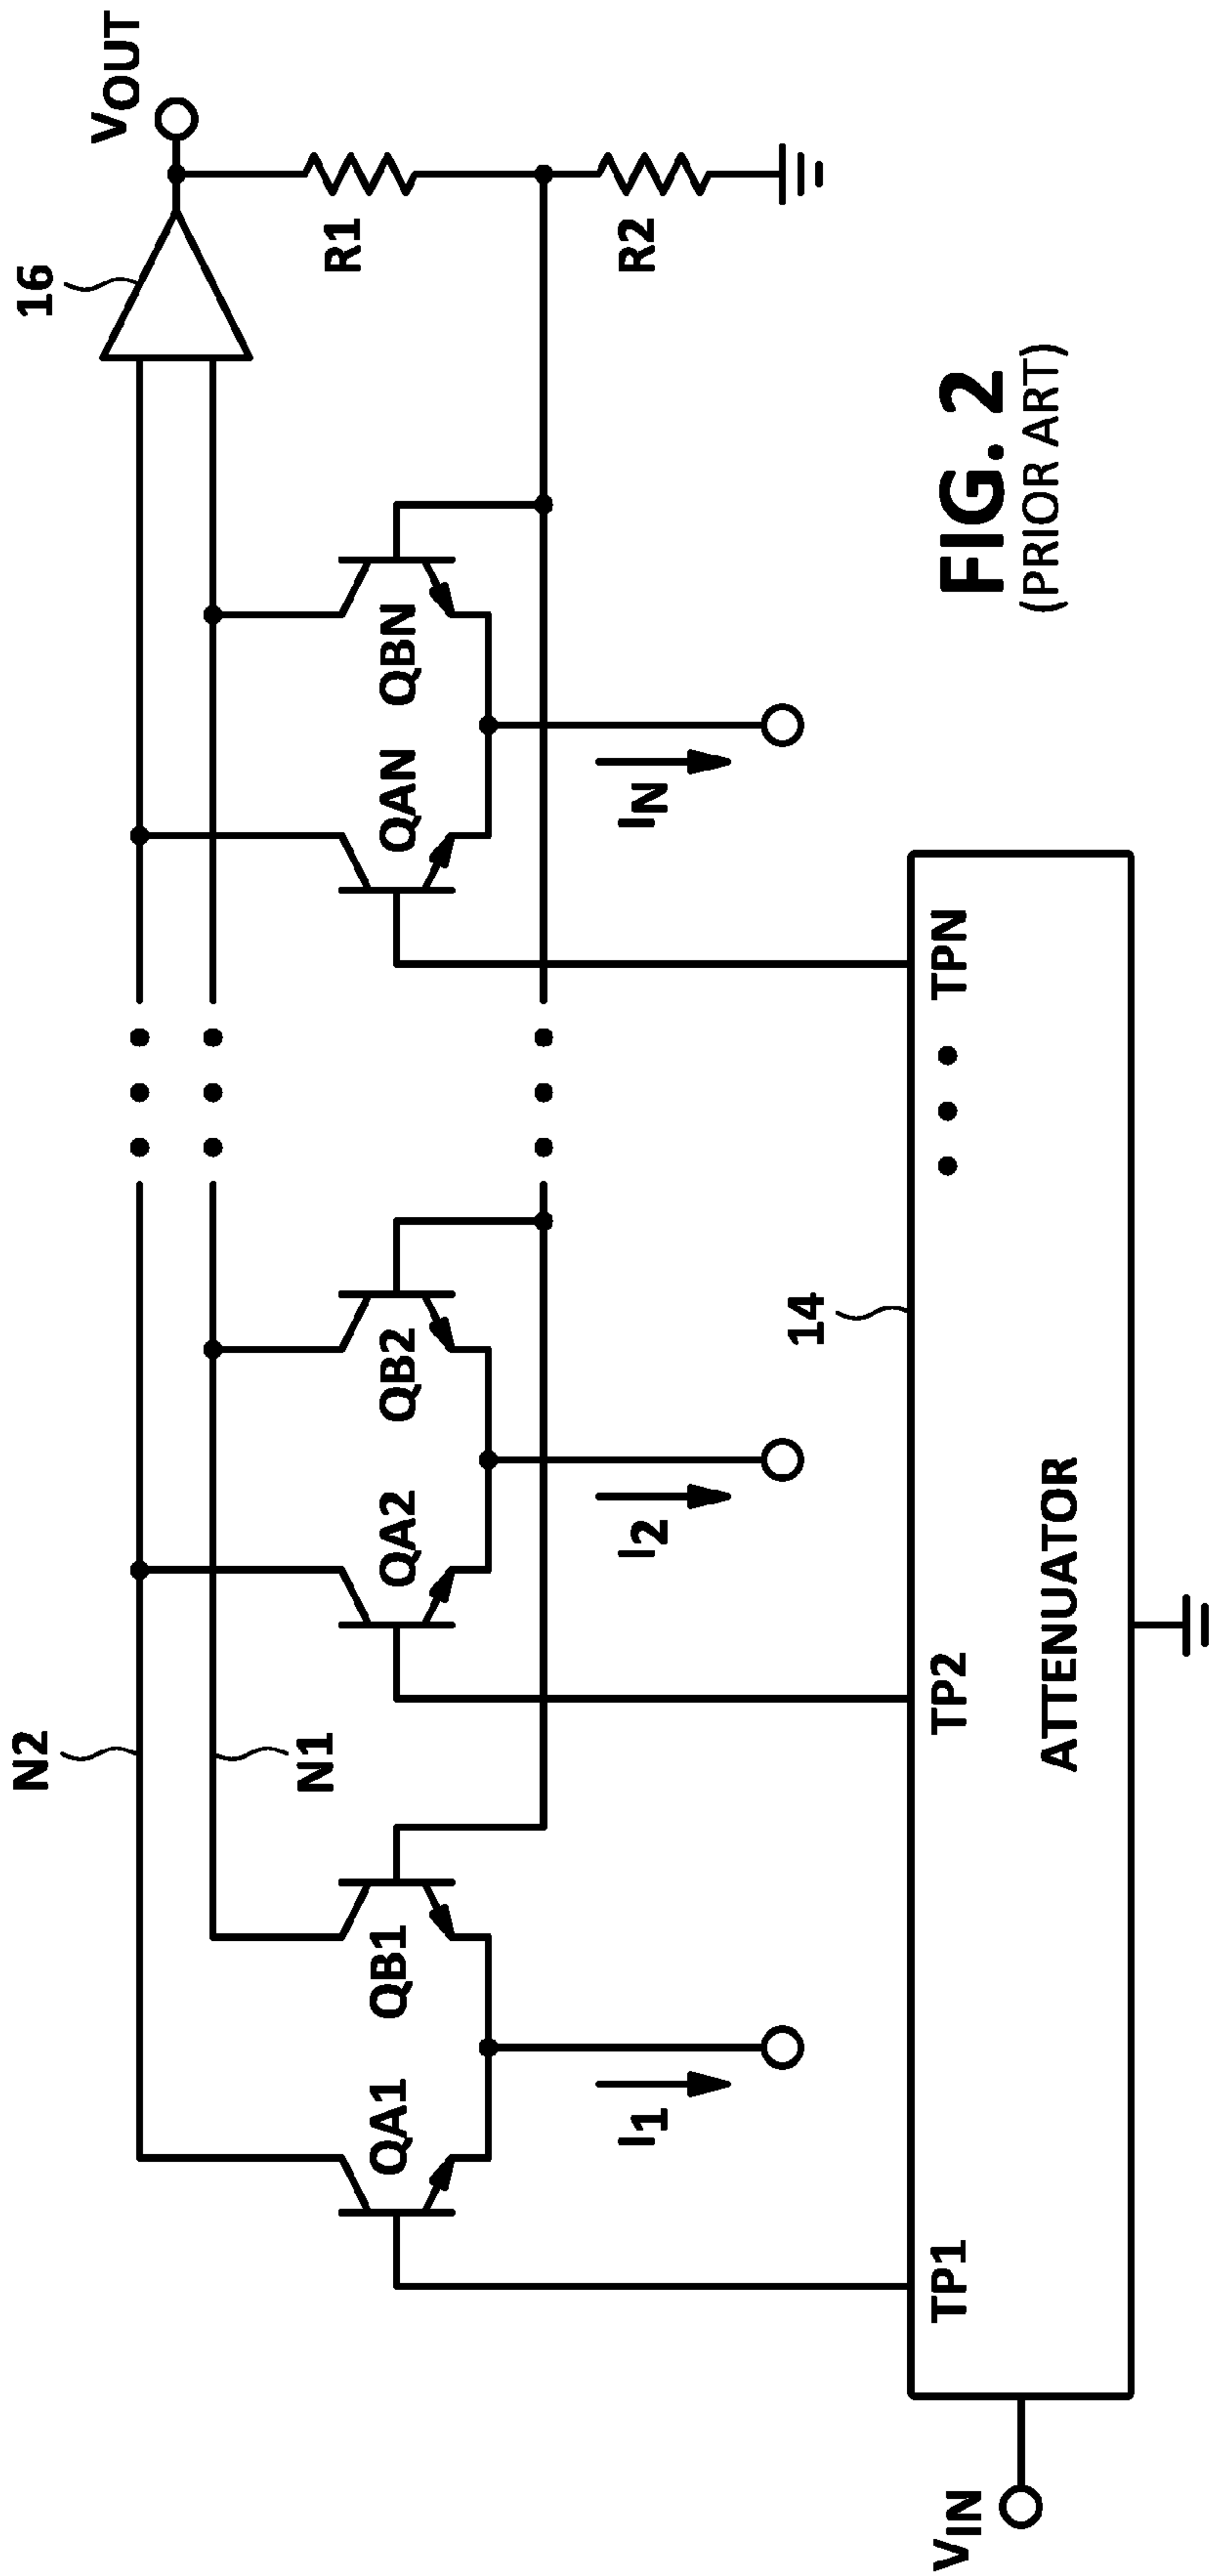 VOUT
16
N2
N1
R1
QA1
QB1
QA2
QB2
QAN
QBN
R2
I1
I2
IN
14
TP1
TP2
TPN
ATTENUATOR
VIN
FIG. 2
(PRIOR ART)